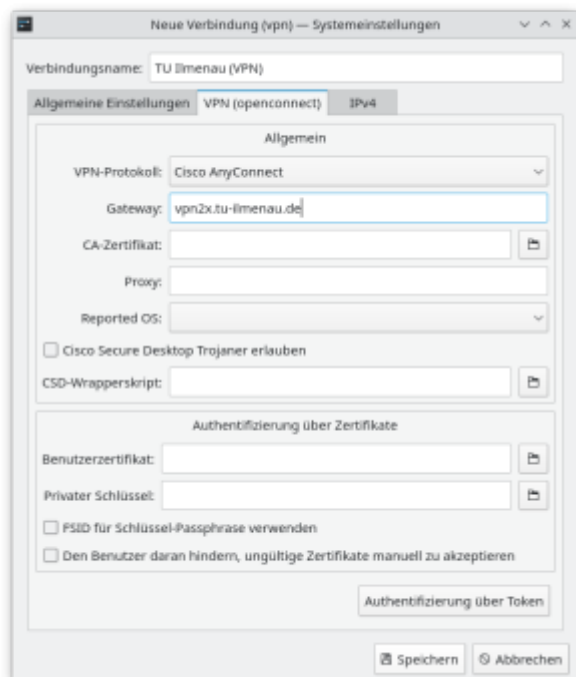 Neue Verbindung (vpn) — Systemeinstellungen
Verbindungsname: TU Ilmenau (VPN)
Allgemeine Einstellungen VPN (openconnect) IPv4
Allgemein
VPN-Protokoll: Cisco AnyConnect
Gateway: vpn2x.tu-ilmenau.de
CA-Zertifikat:
Proxy:
Reported OS:
Cisco Secure Desktop Trojaner erlauben
CSD-Wrapperskript:
Authentifizierung über Zertifikate
Benutzerzertifikat:
Privater Schlüssel:
FSID für Schlüssel-Passphrase verwenden
Den Benutzer daran hindern, ungültige Zertifikate manuell zu akzeptieren
Authentifizierung über Token
Speichern Abbrechen